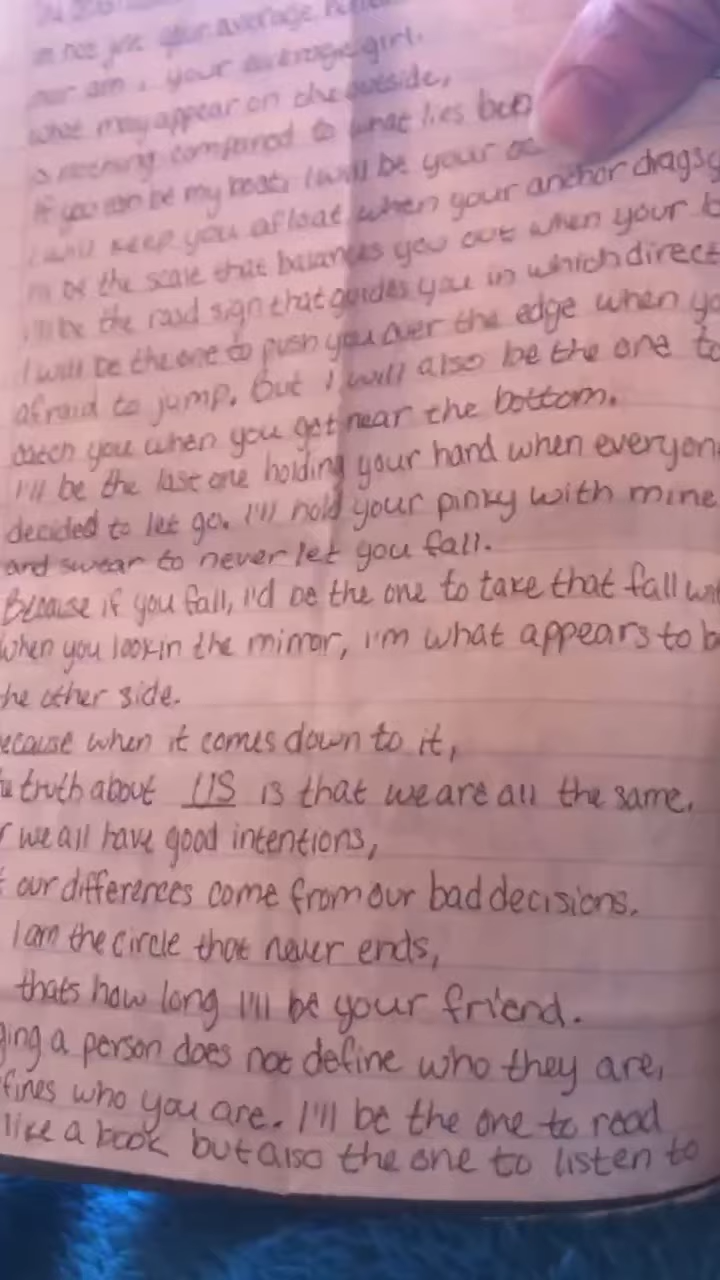 I'm not just your average
nor am I your average girl.
what may appear on the outside,
is nothing compared to what lies
If you can be my boat, I will be your
I will keep you afloat when your anchor drags
the scale that balances you out when your
I'll be the road sign that guides you in which direct
I will be the one to push you over the edge when yo
afraid to jump. But I will also be the one to
catch you when you get near the bottom.
I'll be the last one holding your hand when everyon
decided to let go. I'll hold your pinky with mine
and swear to never let you fall.
Because if you fall, I'd be the one to take that fall wit
when you look in the mirror, I'm what appears to b
he other side.
ecause when it comes down to it,
truth about US is that we are all the same.
we all have good intentions,
our differences come from our bad decisions.
I am the circle that never ends,
thats how long I'll be your friend.
ging a person does not define who they are,
fines who you are. I'll be the one to read
like a book but also the one to listen to